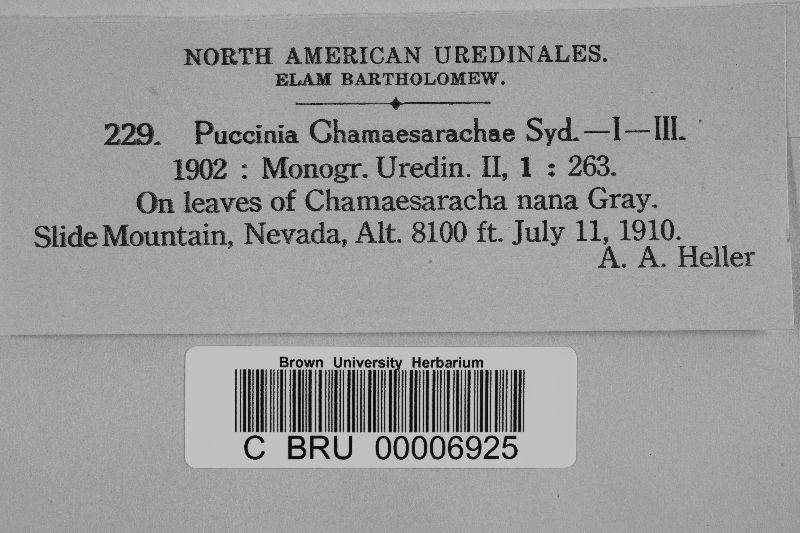 NORTH AMERICAN UREDINALES.
ELAM BARTHOLOMEW.
229. Puccinia Chamaesarachae Syd.—I—III.
1902 : Monogr. Uredin. II, 1 : 263.
On leaves of Chamaesaracha nana Gray.
Slide Mountain, Nevada, Alt. 8100 ft. July 11, 1910.
A. A. Heller
Brown University Herbarium
C BRU 00006925